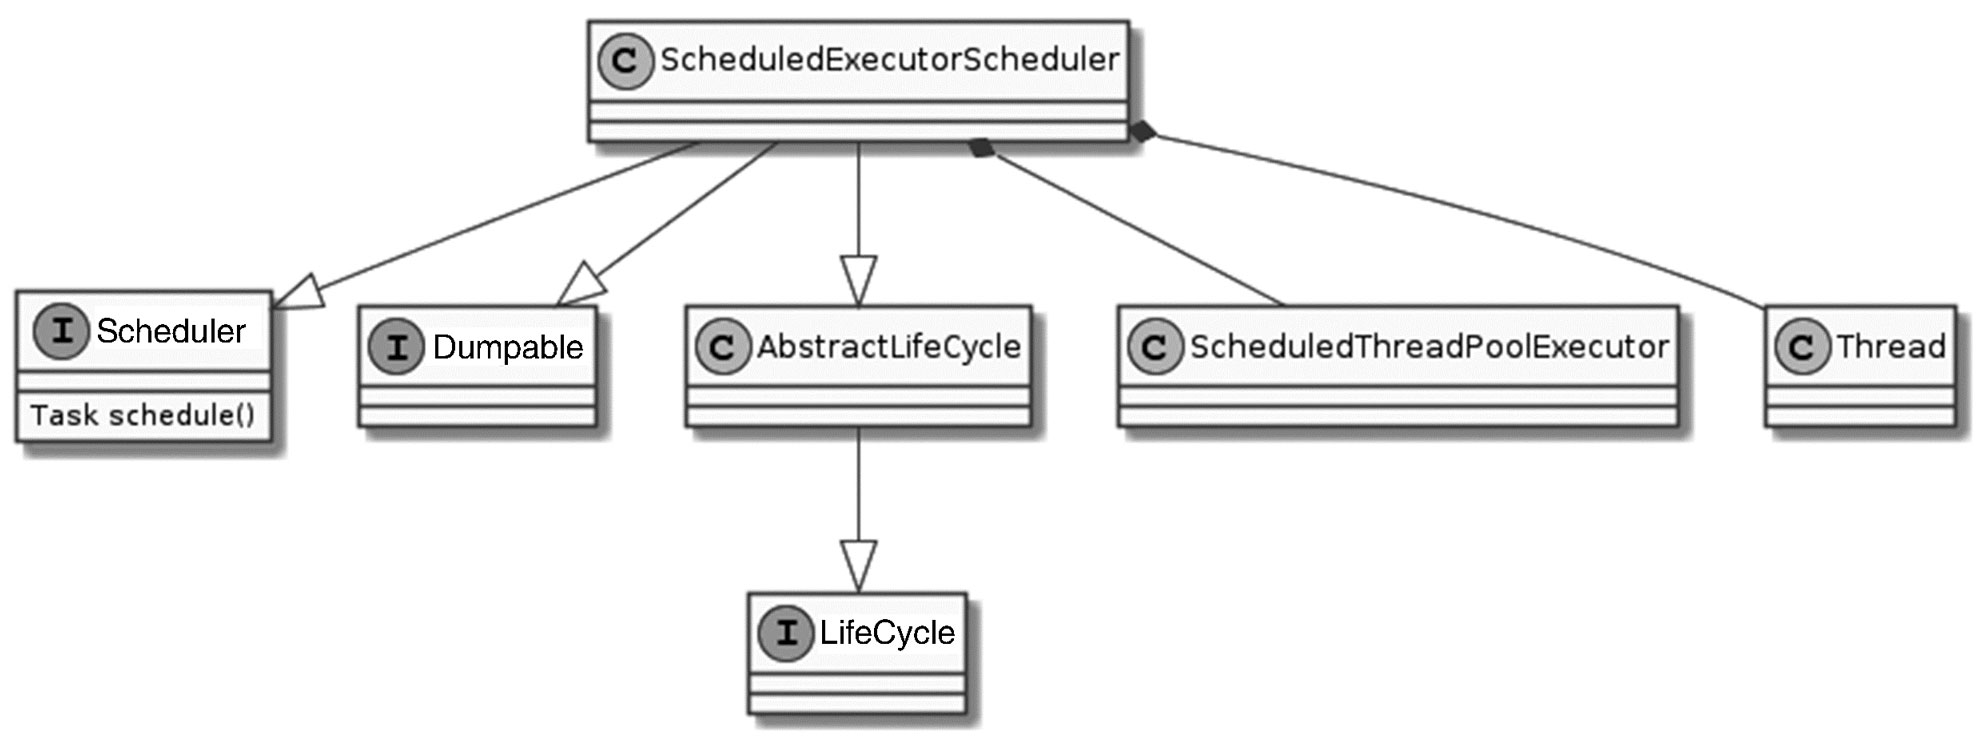 C ScheduledExecutorScheduler
I Scheduler
Task schedule()
I Dumpable
C AbstractLifeCycle
C ScheduledThreadPoolExecutor
C Thread
I LifeCycle